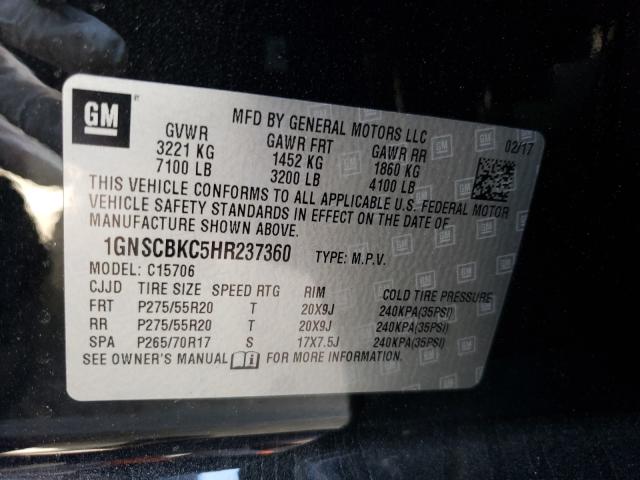 GM
MFD BY GENERAL MOTORS LLC
02/17
GVWR GAWR FRT GAWR RR
3221 KG 1452 KG 1860 KG
7100 LB 3200 LB 4100 LB
THIS VEHICLE CONFORMS TO ALL APPLICABLE U.S. FEDERAL MOTOR
VEHICLE SAFETY STANDARDS IN EFFECT ON THE DATE OF
MANUFACTURE SHOWN ABOVE.
1GNSCBKC5HR237360 TYPE: M.P.V.
MODEL: C15706
CJJD TIRE SIZE SPEED RTG RIM COLD TIRE PRESSURE
FRT P275/55R20 T 20X9J 240KPA(35PSI)
RR P275/55R20 T 20X9J 240KPA(35PSI)
SPA P265/70R17 S 17X7.5J 240KPA(35PSI)
SEE OWNER'S MANUAL FOR MORE INFORMATION.